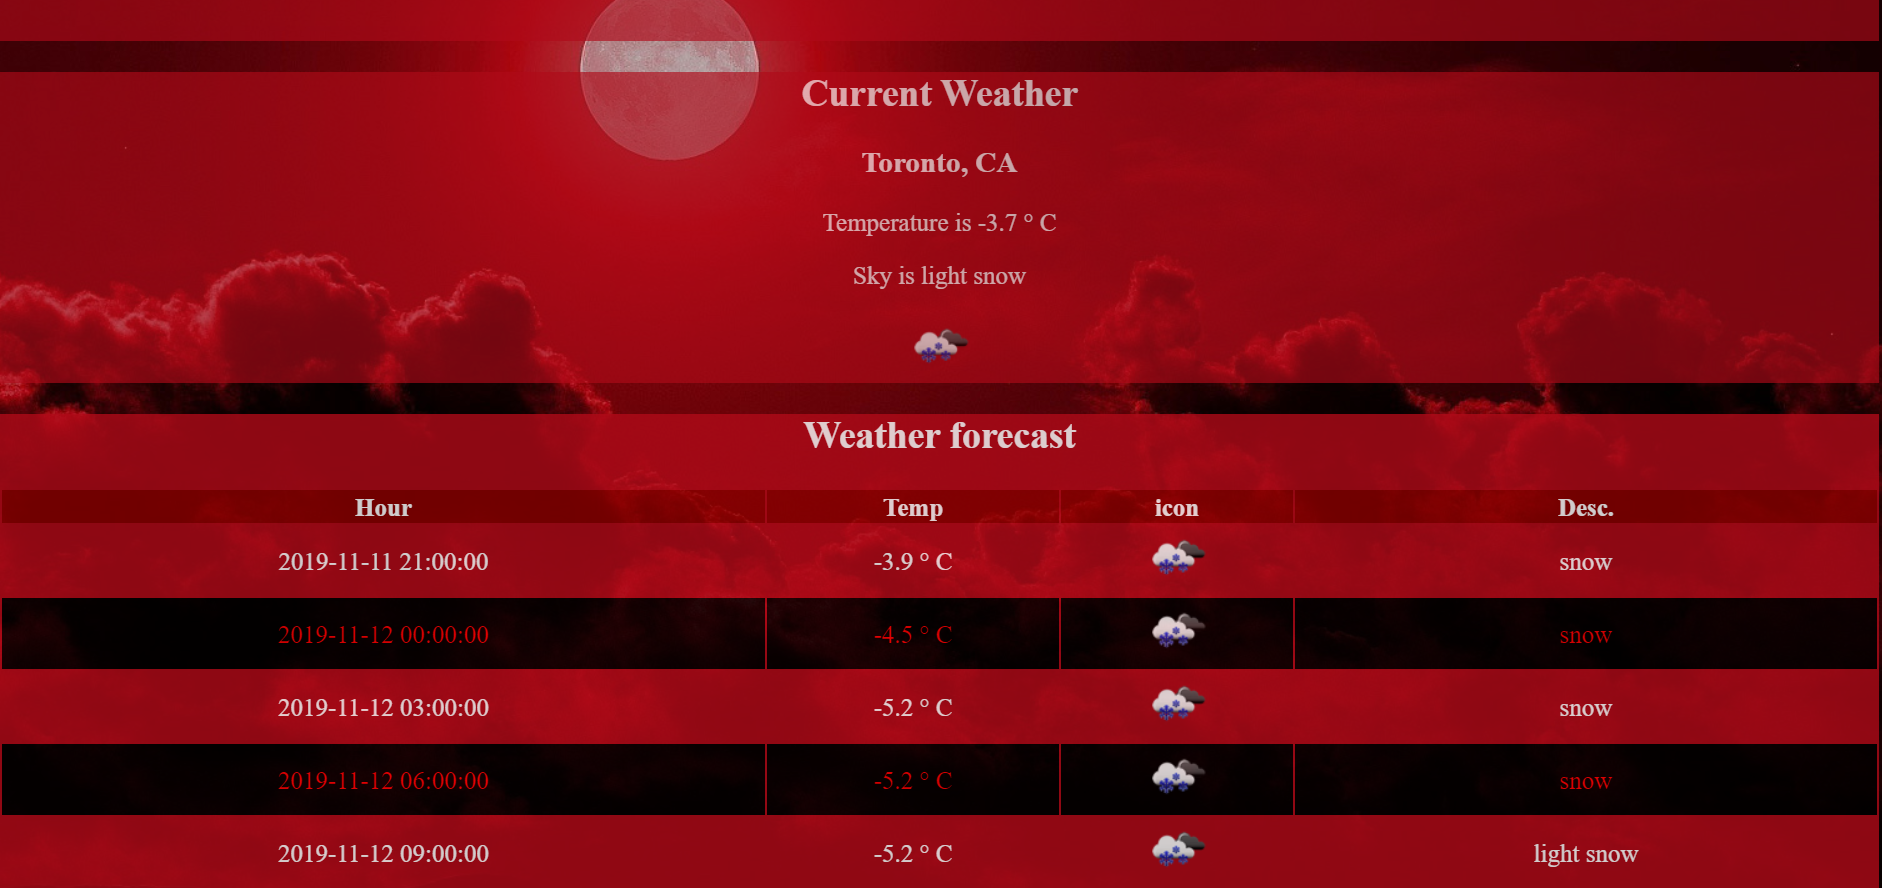 Current Weather
Toronto, CA
Temperature is -3.7 ° C
Sky is light snow
Weather forecast
Hour Temp icon Desc.
2019-11-11 21:00:00 -3.9 ° C snow
2019-11-12 00:00:00 -4.5 ° C snow
2019-11-12 03:00:00 -5.2 ° C snow
2019-11-12 06:00:00 -5.2 ° C snow
2019-11-12 09:00:00 -5.2 ° C light snow